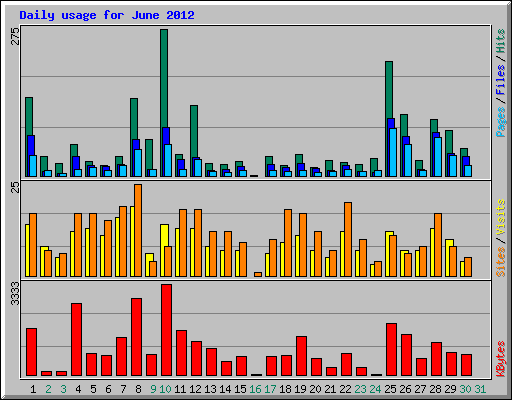 Daily usage for June 2012
275
Pages / Files / Hits
25
Sites / Visits
3333
KBytes
1 2 3 4 5 6 7 8 9 10 11 12 13 14 15 16 17 18 19 20 21 22 23 24 25 26 27 28 29 30 31